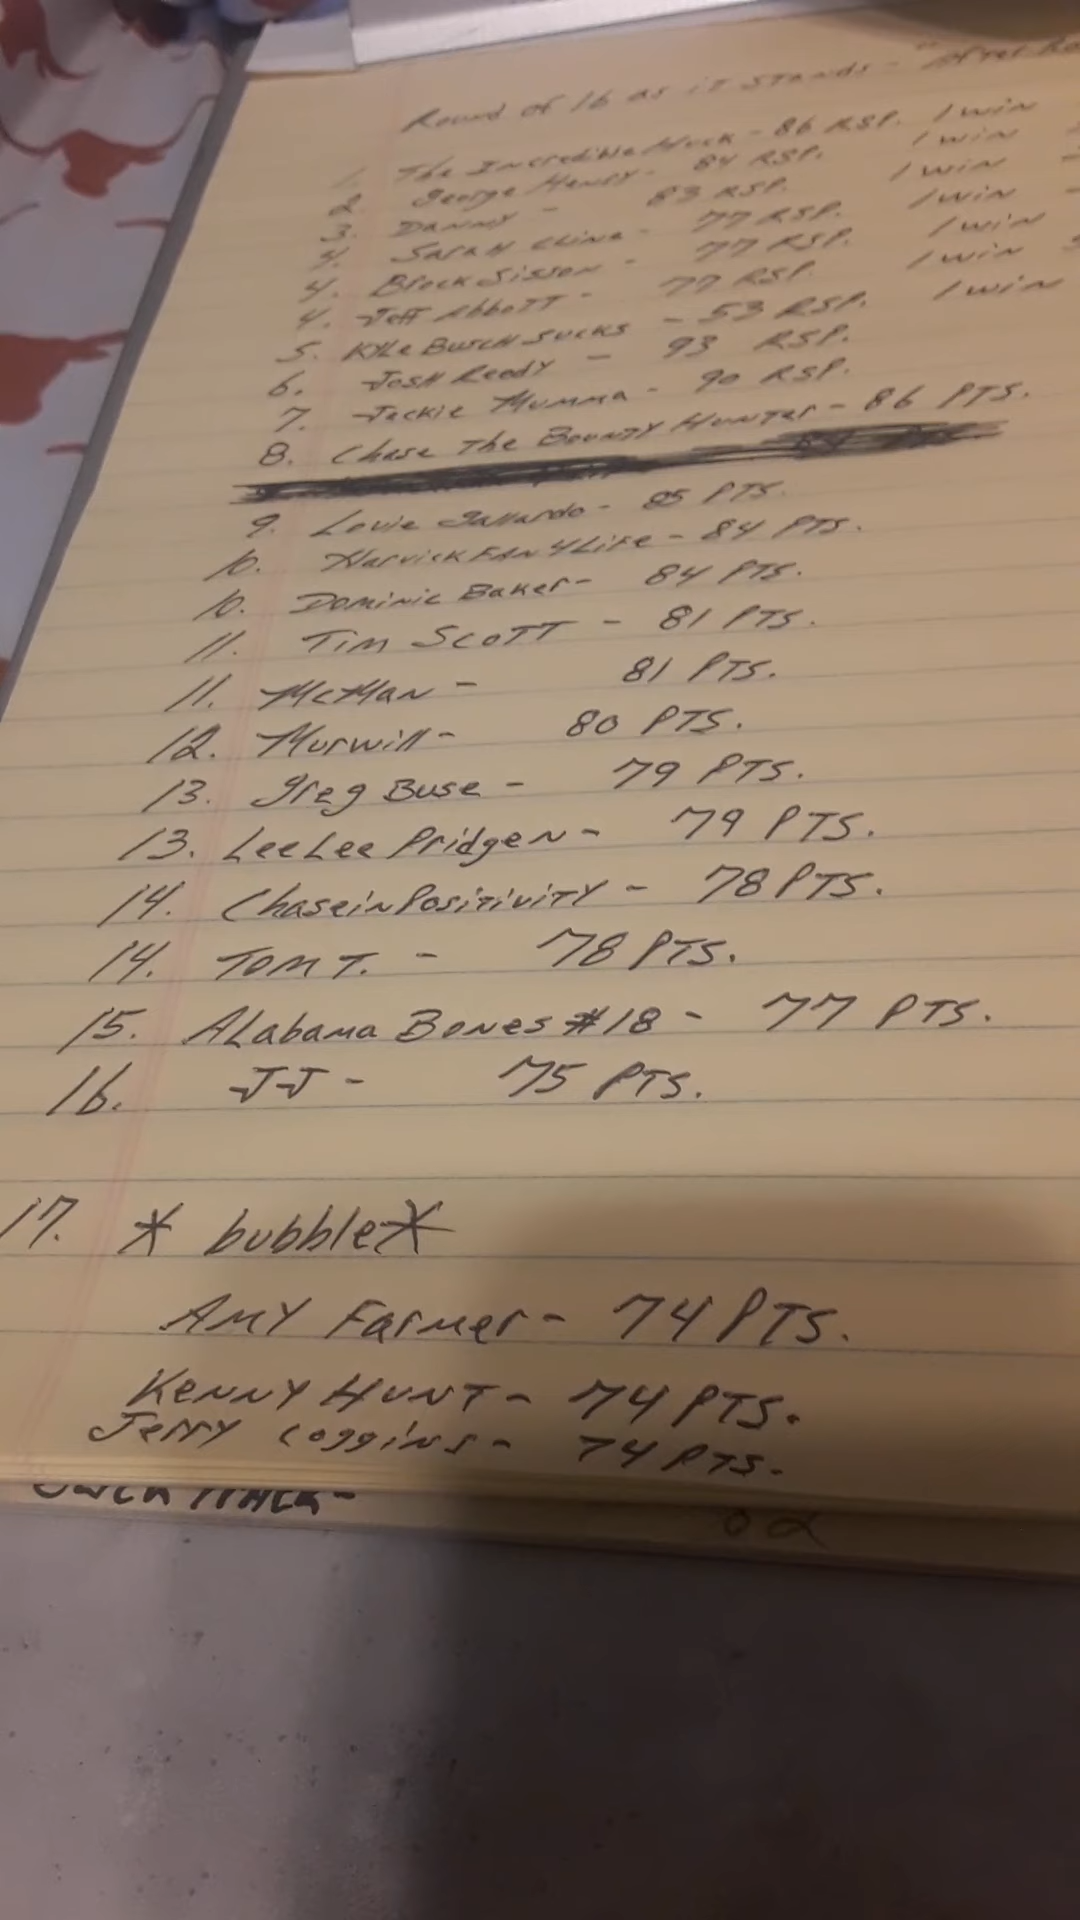 Round of 16 as it Stands - "After
1. The Incredible Huck - 86 RSP. 1 win
2. George Henry - 84 RSP. 1 win
3. Danny - 83 RSP. 1 win
4. Sarah Cline - 77 RSP. 1 win
4. Brock Sisson - 77 RSP. 1 win
4. Jeff Abbott - 77 RSP. 1 win
5. Kyle Busch Sucks - 53 RSP. 1 win
6. Josh Ready - 93 RSP.
7. Jackie Mumma - 90 RSP.
8. Chase The Bounty Hunter - 86 PTS.
9. Louie Gallardo - 85 PTS.
10. HarvickFAN4Life - 84 PTS.
10. Dominic Baker - 84 PTS.
11. Tim Scott - 81 PTS.
11. McMan - 81 PTS.
12. Murwill - 80 PTS.
13. Greg Buse - 79 PTS.
13. LeeLee Pridgen - 79 PTS.
14. ChaseinPositivity - 78 PTS.
14. Tom T. - 78 PTS.
15. Alabama Bones #18 - 77 PTS.
16. JJ - 75 PTS.
17. * bubble *
Amy Farmer - 74 PTS.
Kenny Hunt - 74 PTS.
Jerry Coggins - 74 PTS.